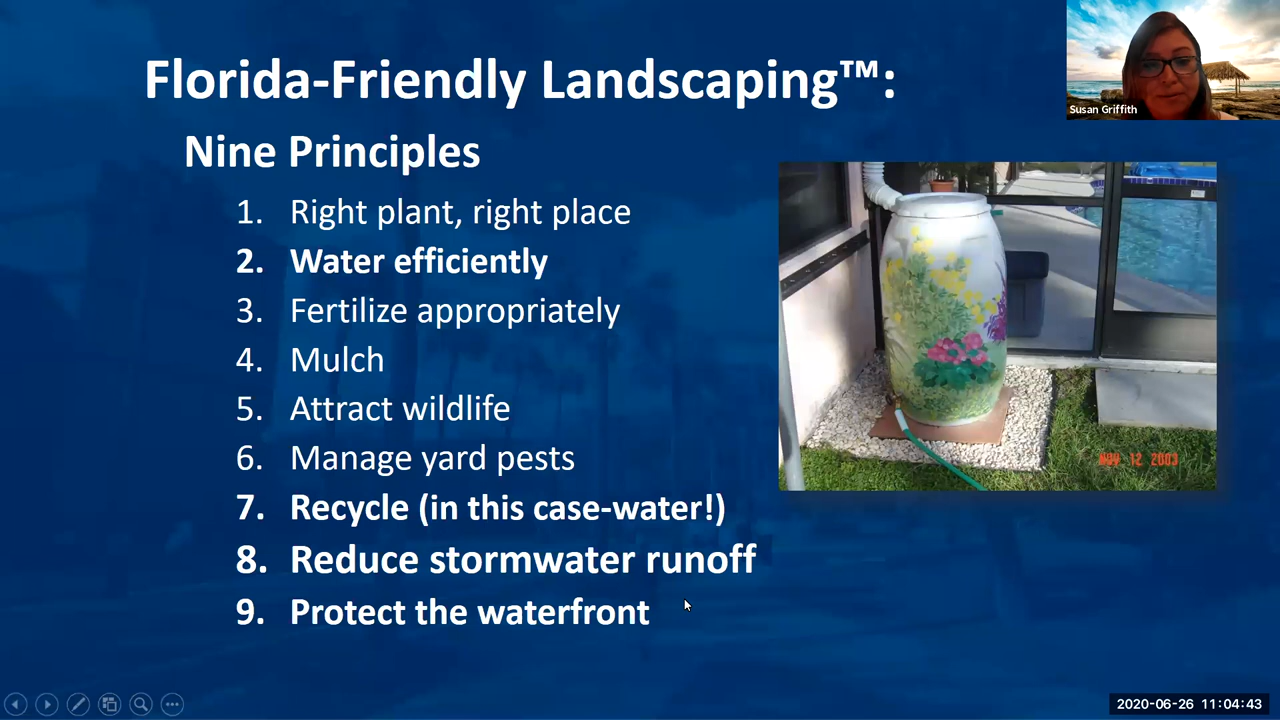 Florida-Friendly Landscaping™:
Nine Principles
1. Right plant, right place
2. Water efficiently
3. Fertilize appropriately
4. Mulch
5. Attract wildlife
6. Manage yard pests
7. Recycle (in this case-water!)
8. Reduce stormwater runoff
9. Protect the waterfront
Susan Griffith
NOV 12 2003
2020-06-26 11:04:43